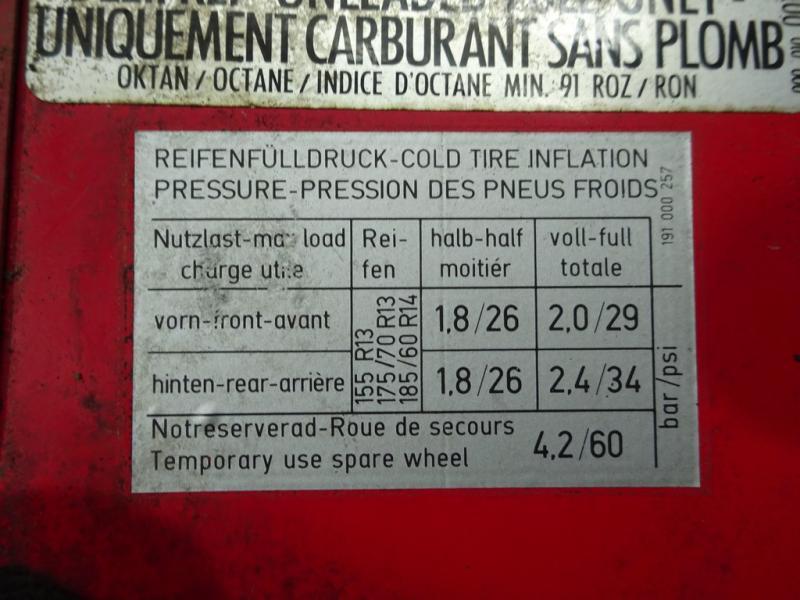 UNLEADED FUEL ONLY
UNIQUEMENT CARBURANT SANS PLOMB
OKTAN/OCTANE/INDICE D'OCTANE MIN. 91 ROZ/RON
REIFENFÜLLDRUCK-COLD TIRE INFLATION
PRESSURE-PRESSION DES PNEUS FROIDS
191 000 257
Nutzlast-max load
charge utile
Rei-
fen
halb-half
moitiér
voll-full
totale
vorn-front-avant
155 R13
175/70 R13
185/60 R14
1,8/26
2,0/29
hinten-rear-arrière
1,8/26
2,4/34
bar/psi
Notreserverad-Roue de secours
Temporary use spare wheel
4,2/60